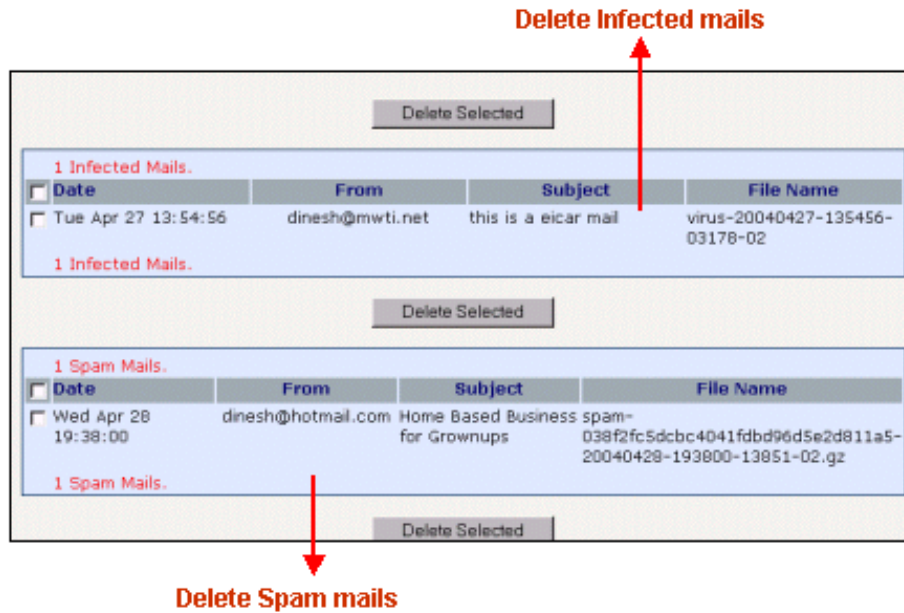 Delete Infected mails
Delete Selected
1 Infected Mails.
Date From Subject File Name
Tue Apr 27 13:54:56 dinesh@mwti.net this is a eicar mail virus-20040427-135456-
03178-02
1 Infected Mails.
Delete Selected
1 Spam Mails.
Date From Subject File Name
Wed Apr 28 dinesh@hotmail.com Home Based Business spam-
19:38:00 for Grownups 038f2fc5dcbc4041fdbd96d5e2d811a5-
20040428-193800-13851-02.gz
1 Spam Mails.
Delete Selected
Delete Spam mails